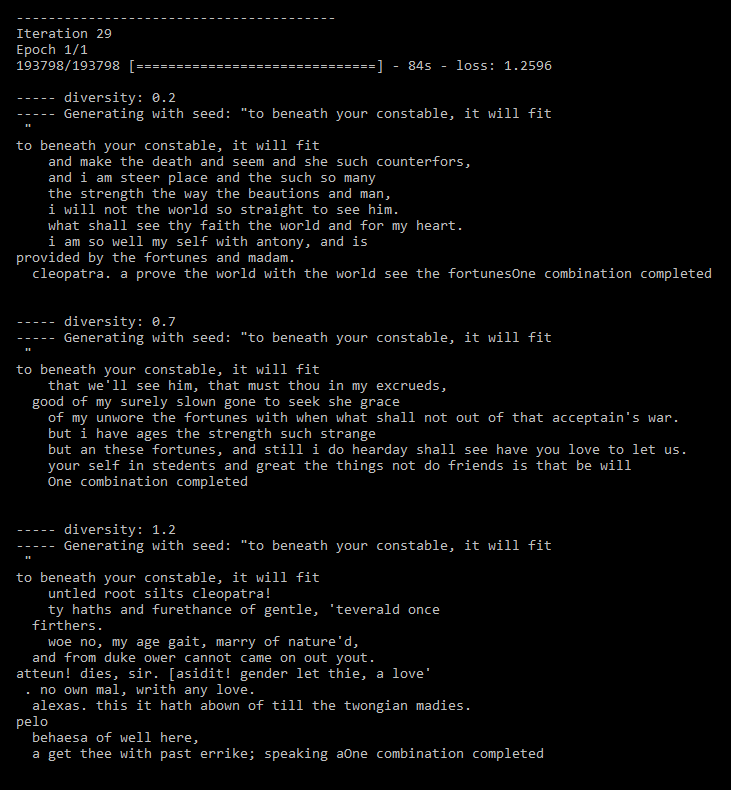 ----------------------------------------
Iteration 29
Epoch 1/1
193798/193798 [==============================] - 84s - loss: 1.2596
----- diversity: 0.2
----- Generating with seed: "to beneath your constable, it will fit
"
to beneath your constable, it will fit
and make the death and seem and she such counterfors,
and i am steer place and the such so many
the strength the way the beautions and man,
i will not the world so straight to see him.
what shall see thy faith the world and for my heart.
i am so well my self with antony, and is
provided by the fortunes and madam.
cleopatra. a prove the world with the world see the fortunesOne combination completed
----- diversity: 0.7
----- Generating with seed: "to beneath your constable, it will fit
"
to beneath your constable, it will fit
that we'll see him, that must thou in my excrueds,
good of my surely slown gone to seek she grace
of my unwore the fortunes with when what shall not out of that acceptain's war.
but i have ages the strength such strange
but an these fortunes, and still i do hearday shall see have you love to let us.
your self in stedents and great the things not do friends is that be will
One combination completed
----- diversity: 1.2
----- Generating with seed: "to beneath your constable, it will fit
"
to beneath your constable, it will fit
untled root silts cleopatra!
ty haths and furethance of gentle, 'teverald once
firthers.
woe no, my age gait, marry of nature'd,
and from duke ower cannot came on out yout.
atteun! dies, sir. [asidit! gender let thie, a love'
. no own mal, writh any love.
alexas. this it hath abown of till the twongian madies.
pelo
behaesa of well here,
a get thee with past errike; speaking aOne combination completed